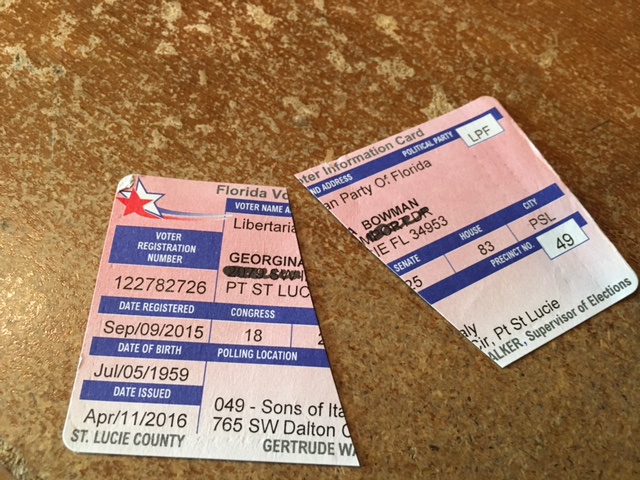 Florida Vo
VOTER NAME A
Libertaria
VOTER
REGISTRATION
NUMBER
GEORGINA
122782726
PT ST LUC
DATE REGISTERED CONGRESS
Sep/09/2015 18 2
DATE OF BIRTH POLLING LOCATION
Jul/05/1959
DATE ISSUED
049 - Sons of Ita
Apr/11/2016
765 SW Dalton C
ST. LUCIE COUNTY GERTRUDE WA
ter Information Card
ND ADDRESS POLITICAL PARTY LPF
an Party Of Florida
A BOWMAN
IE FL 34953
SENATE HOUSE CITY
25 83 PSL
PRECINCT NO. 49
aly
Cir, Pt St Lucie
ALKER, Supervisor of Elections